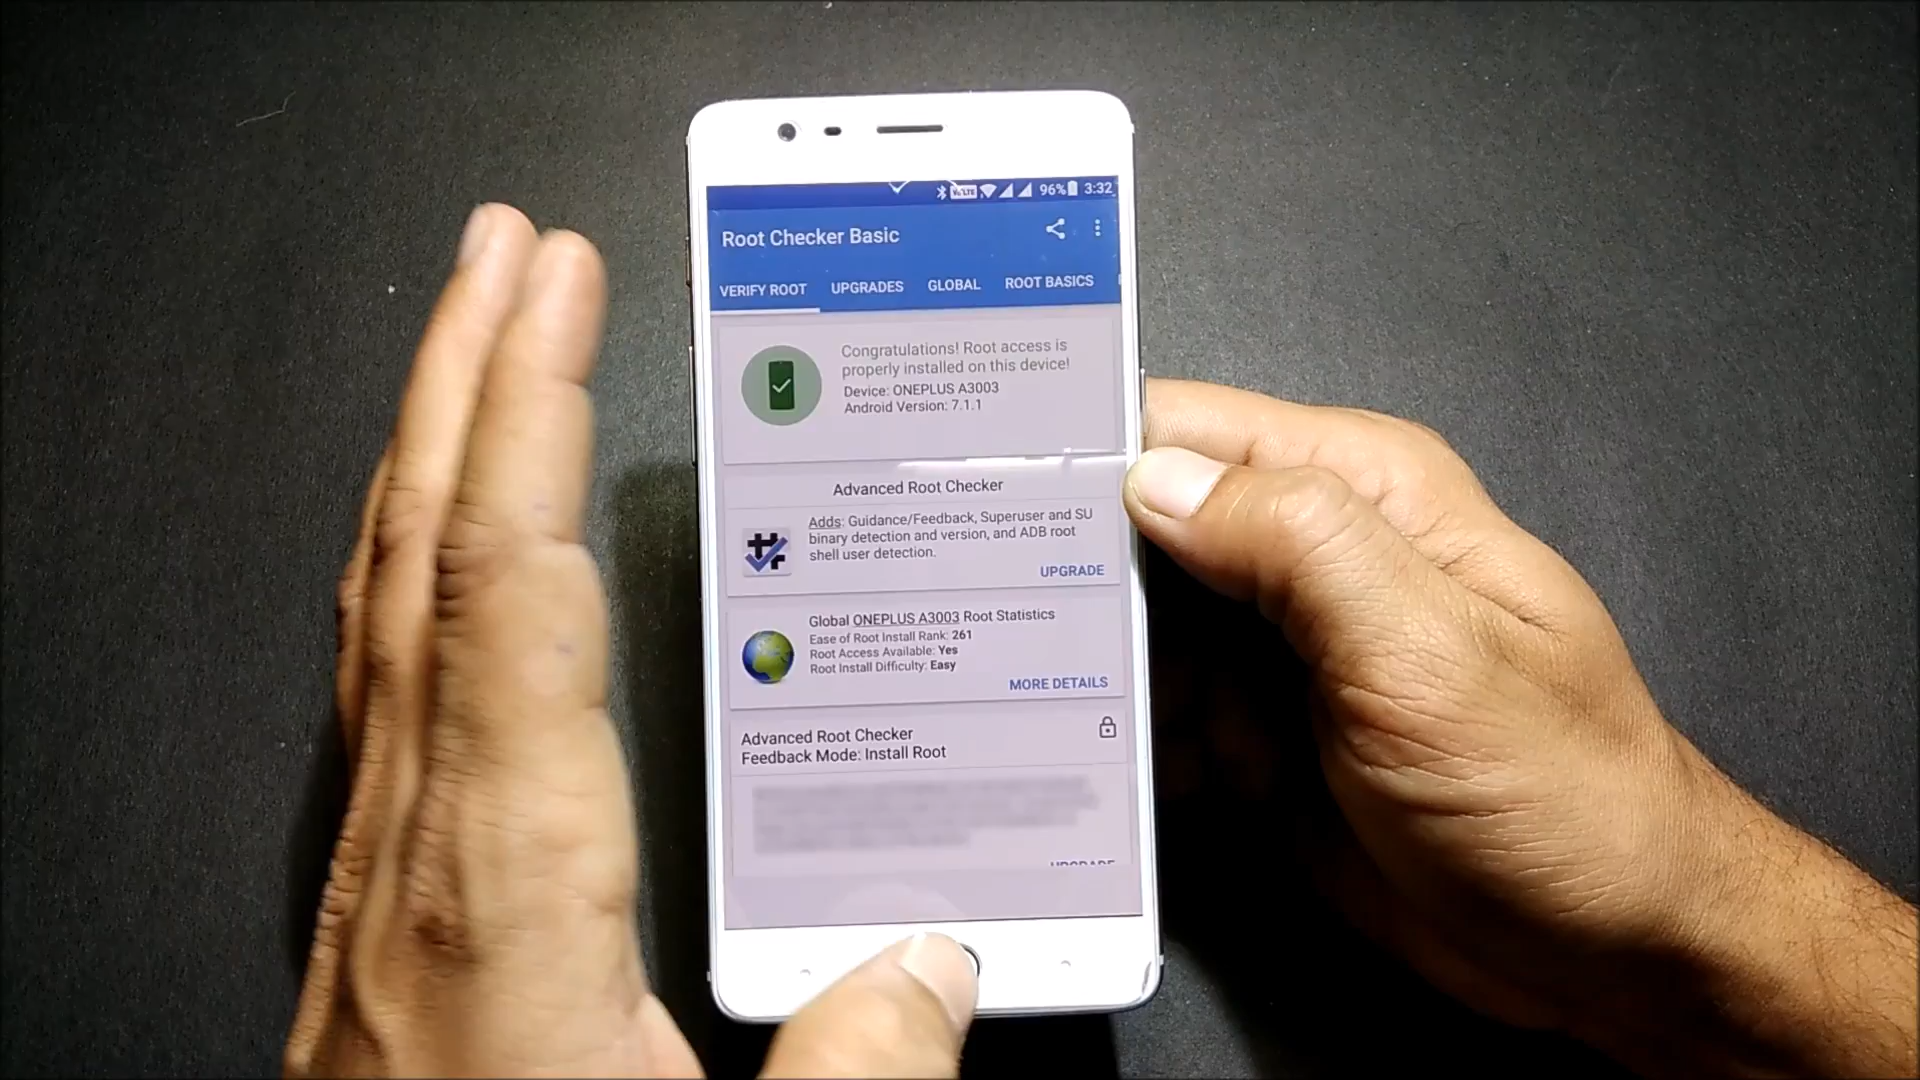 VoLTE 96% 3:32
Root Checker Basic
VERIFY ROOT UPGRADES GLOBAL ROOT BASICS
Congratulations! Root access is
properly installed on this device!
Device: ONEPLUS A3003
Android Version: 7.1.1
Advanced Root Checker
Adds: Guidance/Feedback, Superuser and SU
binary detection and version, and ADB root
shell user detection.
UPGRADE
Global ONEPLUS A3003 Root Statistics
Ease of Root Install Rank: 261
Root Access Available: Yes
Root Install Difficulty: Easy
MORE DETAILS
Advanced Root Checker
Feedback Mode: Install Root
UPGRADE